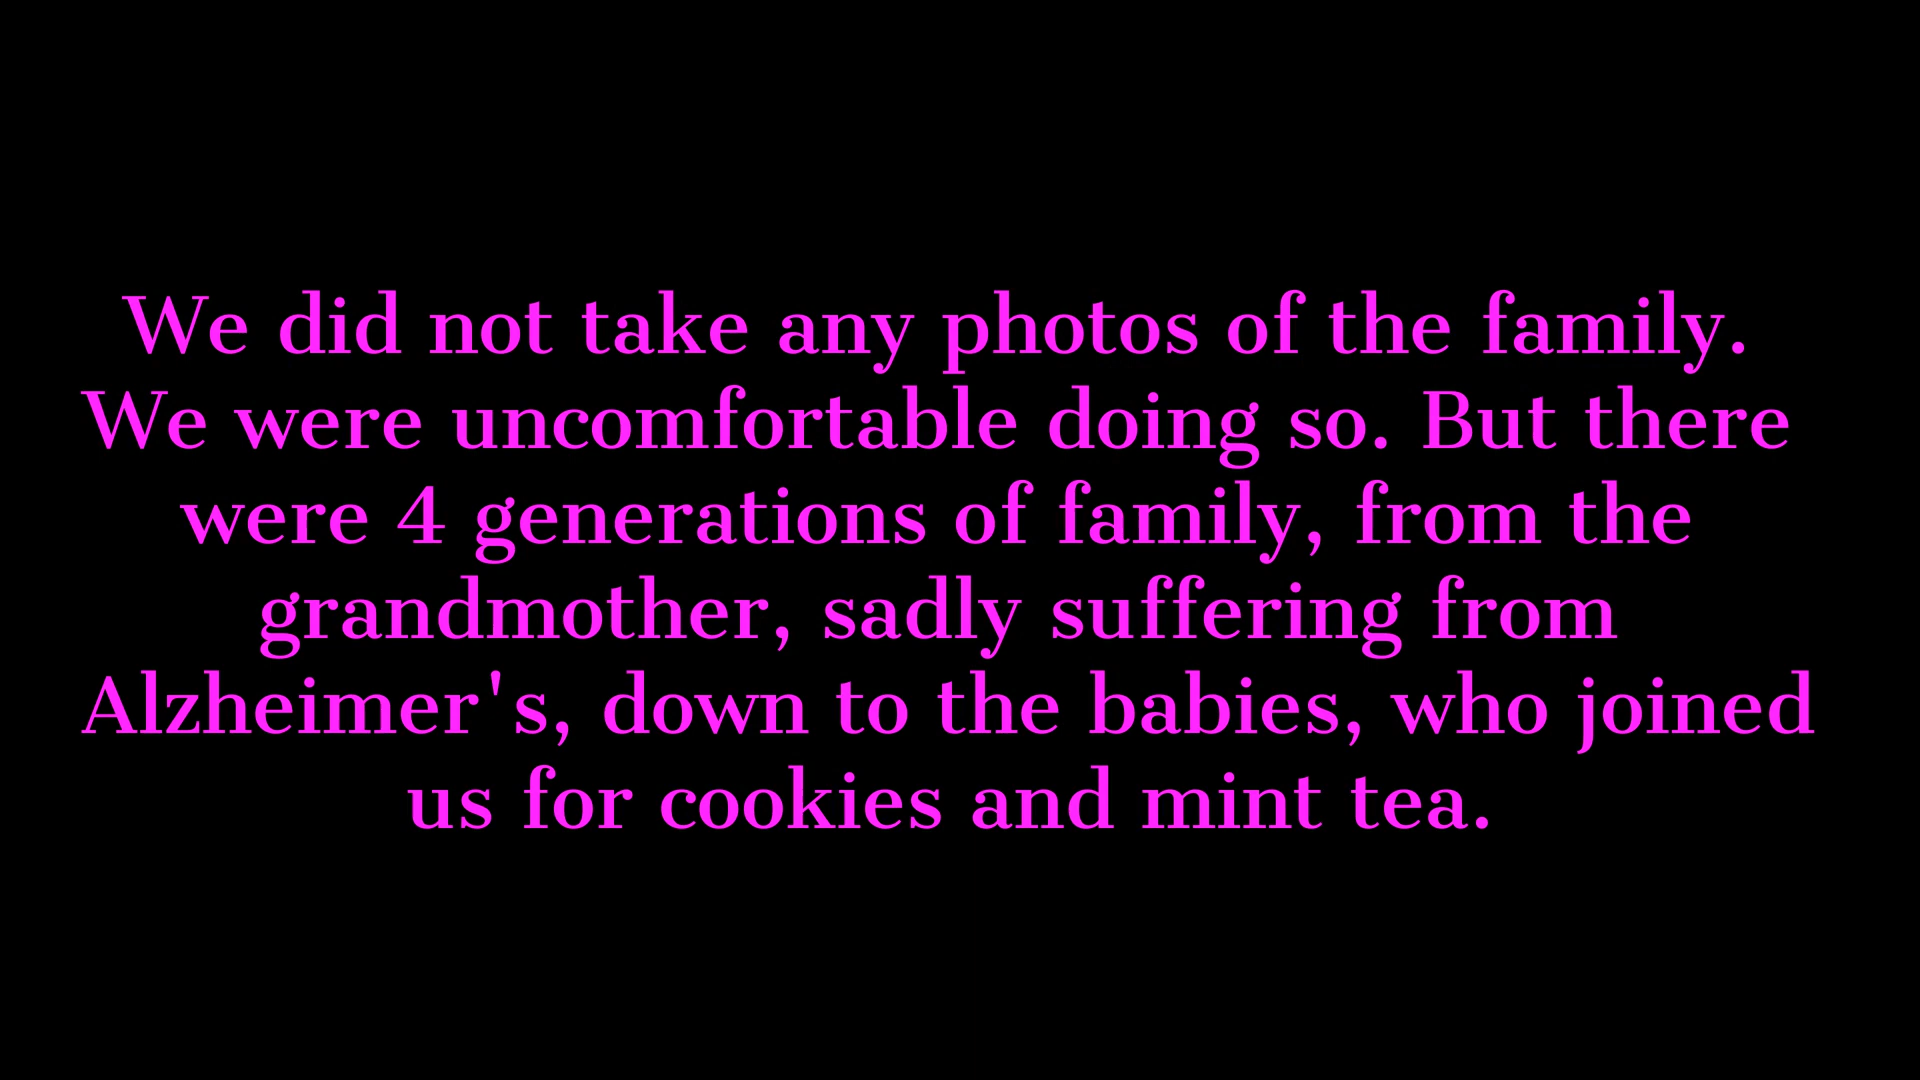 We did not take any photos of the family.
We were uncomfortable doing so. But there
were 4 generations of family, from the
grandmother, sadly suffering from
Alzheimer's, down to the babies, who joined
us for cookies and mint tea.